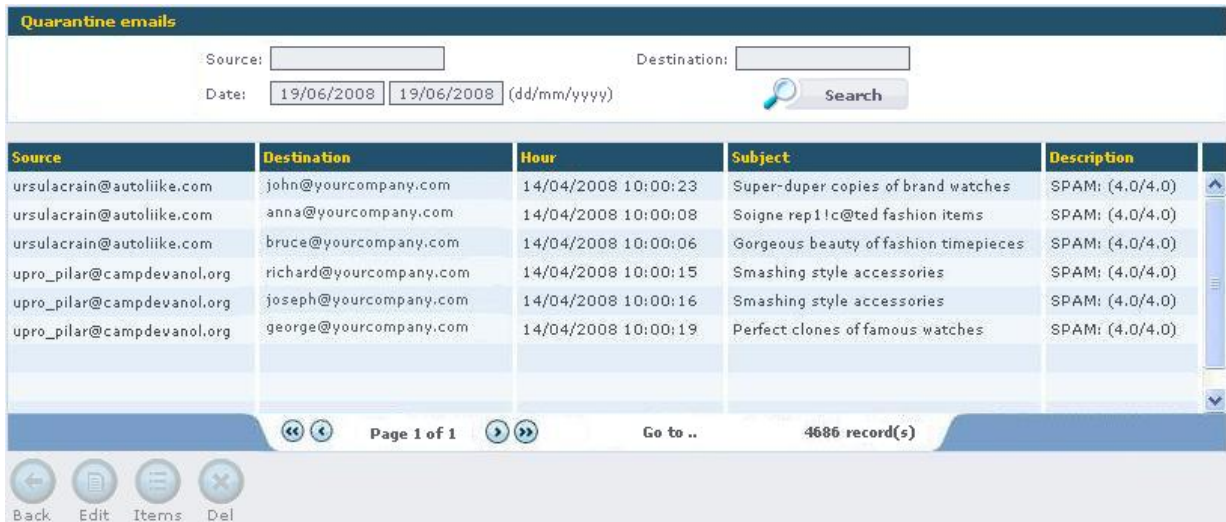 Quarantine emails
Source: Destination:
Date: 19/06/2008 19/06/2008 (dd/mm/yyyy) Search
Source Destination Hour Subject Description
ursulacrain@autoliike.com john@yourcompany.com 14/04/2008 10:00:23 Super-duper copies of brand watches SPAM: (4.0/4.0)
ursulacrain@autoliike.com anna@yourcompany.com 14/04/2008 10:00:08 Soigne rep1!c@ted fashion items SPAM: (4.0/4.0)
ursulacrain@autoliike.com bruce@yourcompany.com 14/04/2008 10:00:06 Gorgeous beauty of fashion timepieces SPAM: (4.0/4.0)
upro_pilar@campdevanol.org richard@yourcompany.com 14/04/2008 10:00:15 Smashing style accessories SPAM: (4.0/4.0)
upro_pilar@campdevanol.org joseph@yourcompany.com 14/04/2008 10:00:16 Smashing style accessories SPAM: (4.0/4.0)
upro_pilar@campdevanol.org george@yourcompany.com 14/04/2008 10:00:19 Perfect clones of famous watches SPAM: (4.0/4.0)
Page 1 of 1 Go to .. 4686 record(s)
Back Edit Items Del